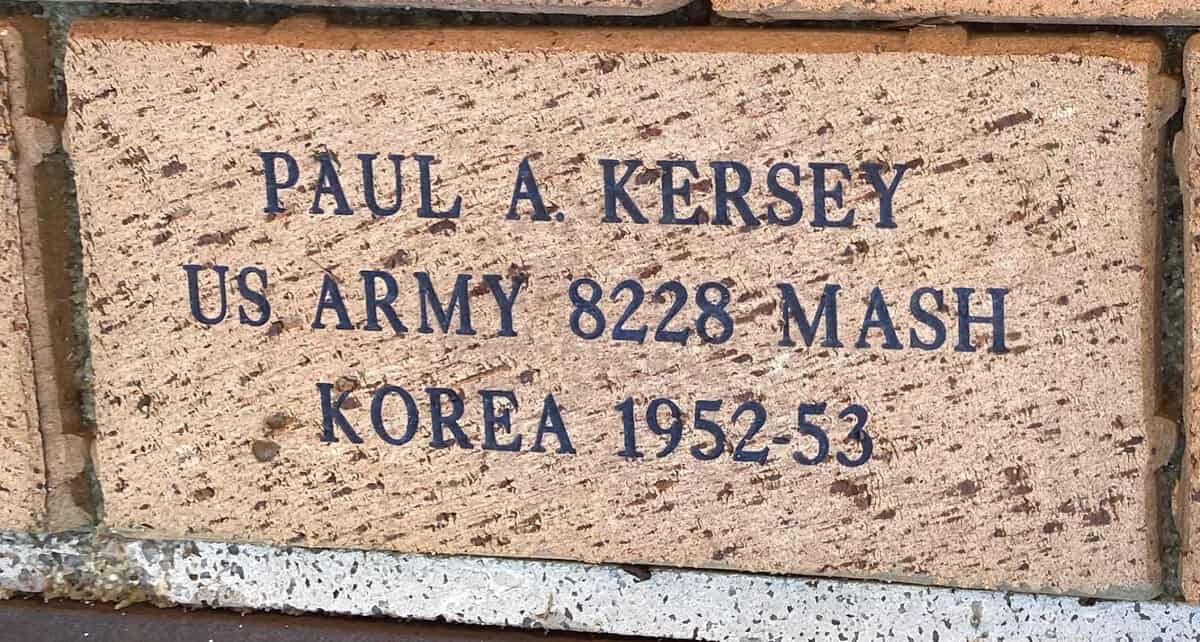 PAUL A. KERSEY
US ARMY 8228 MASH
KOREA 1952-53